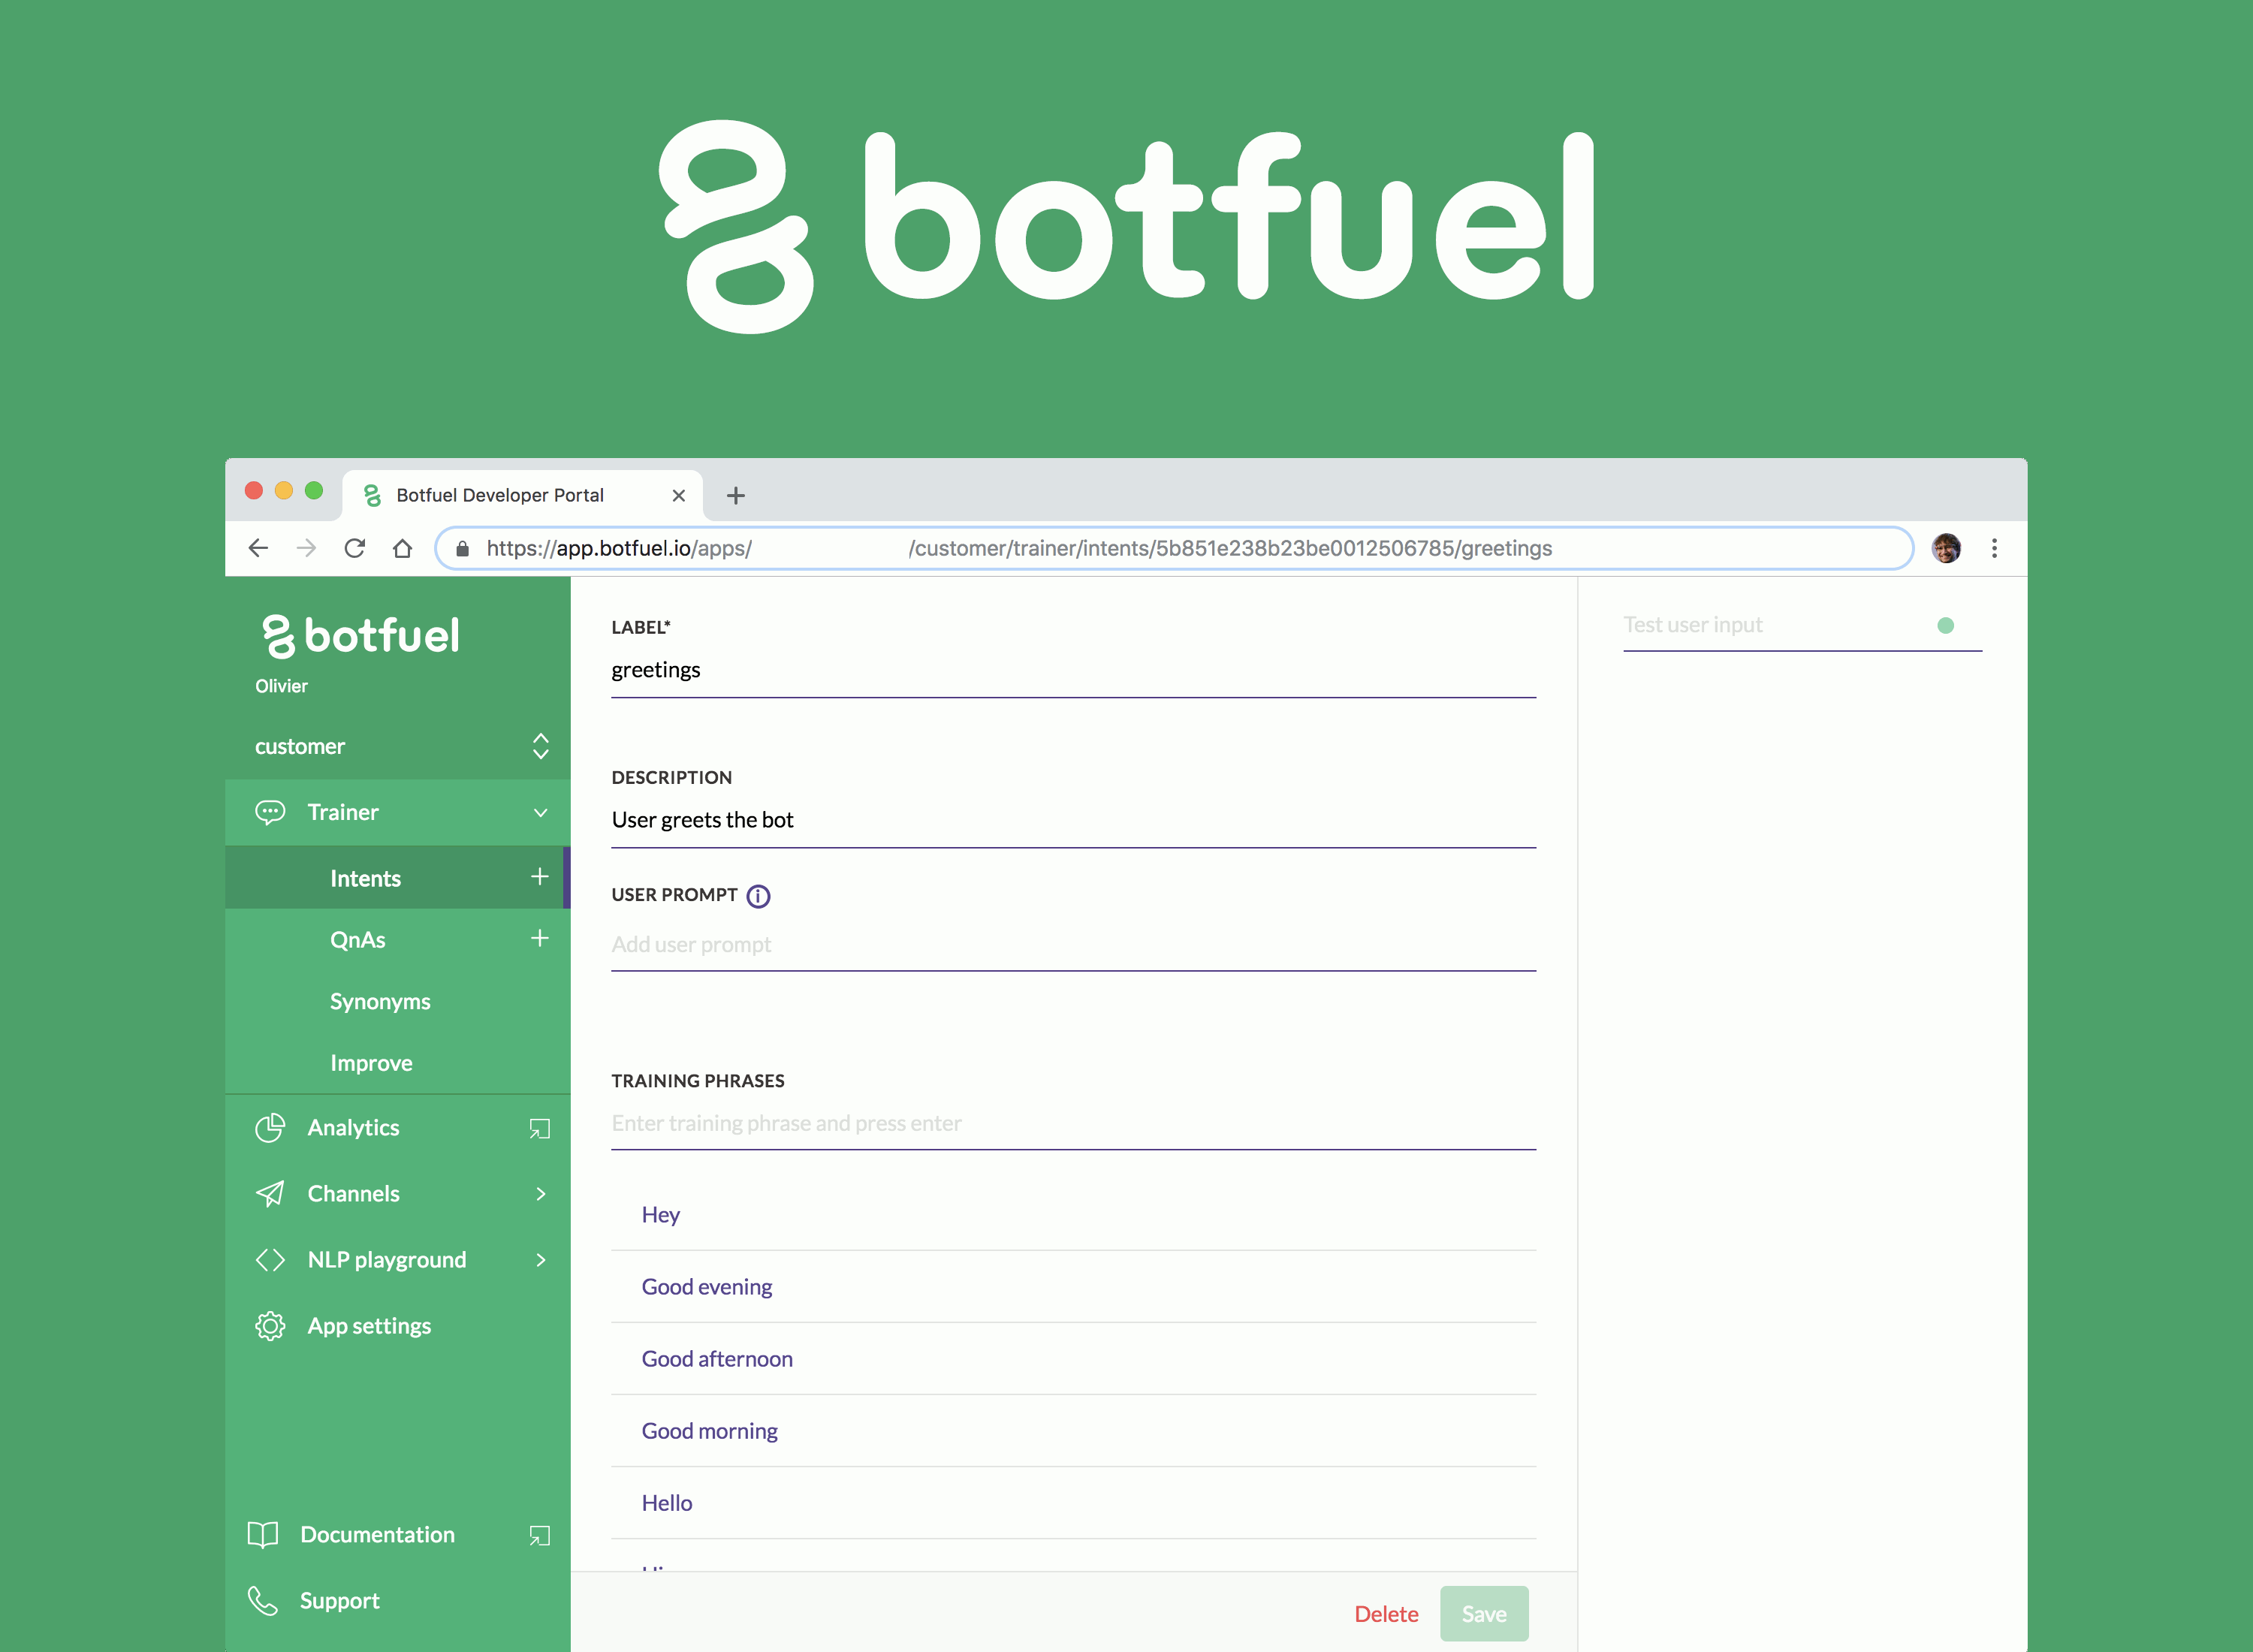 botfuel
Botfuel Developer Portal
https://app.botfuel.io/apps/ /customer/trainer/intents/5b851e238b23be0012506785/greetings
botfuel
Olivier
customer
Trainer
Intents
QnAs
Synonyms
Improve
Analytics
Channels
NLP playground
App settings
Documentation
Support
LABEL*
greetings
DESCRIPTION
User greets the bot
USER PROMPT
Add user prompt
TRAINING PHRASES
Enter training phrase and press enter
Hey
Good evening
Good afternoon
Good morning
Hello
Delete
Save
Test user input